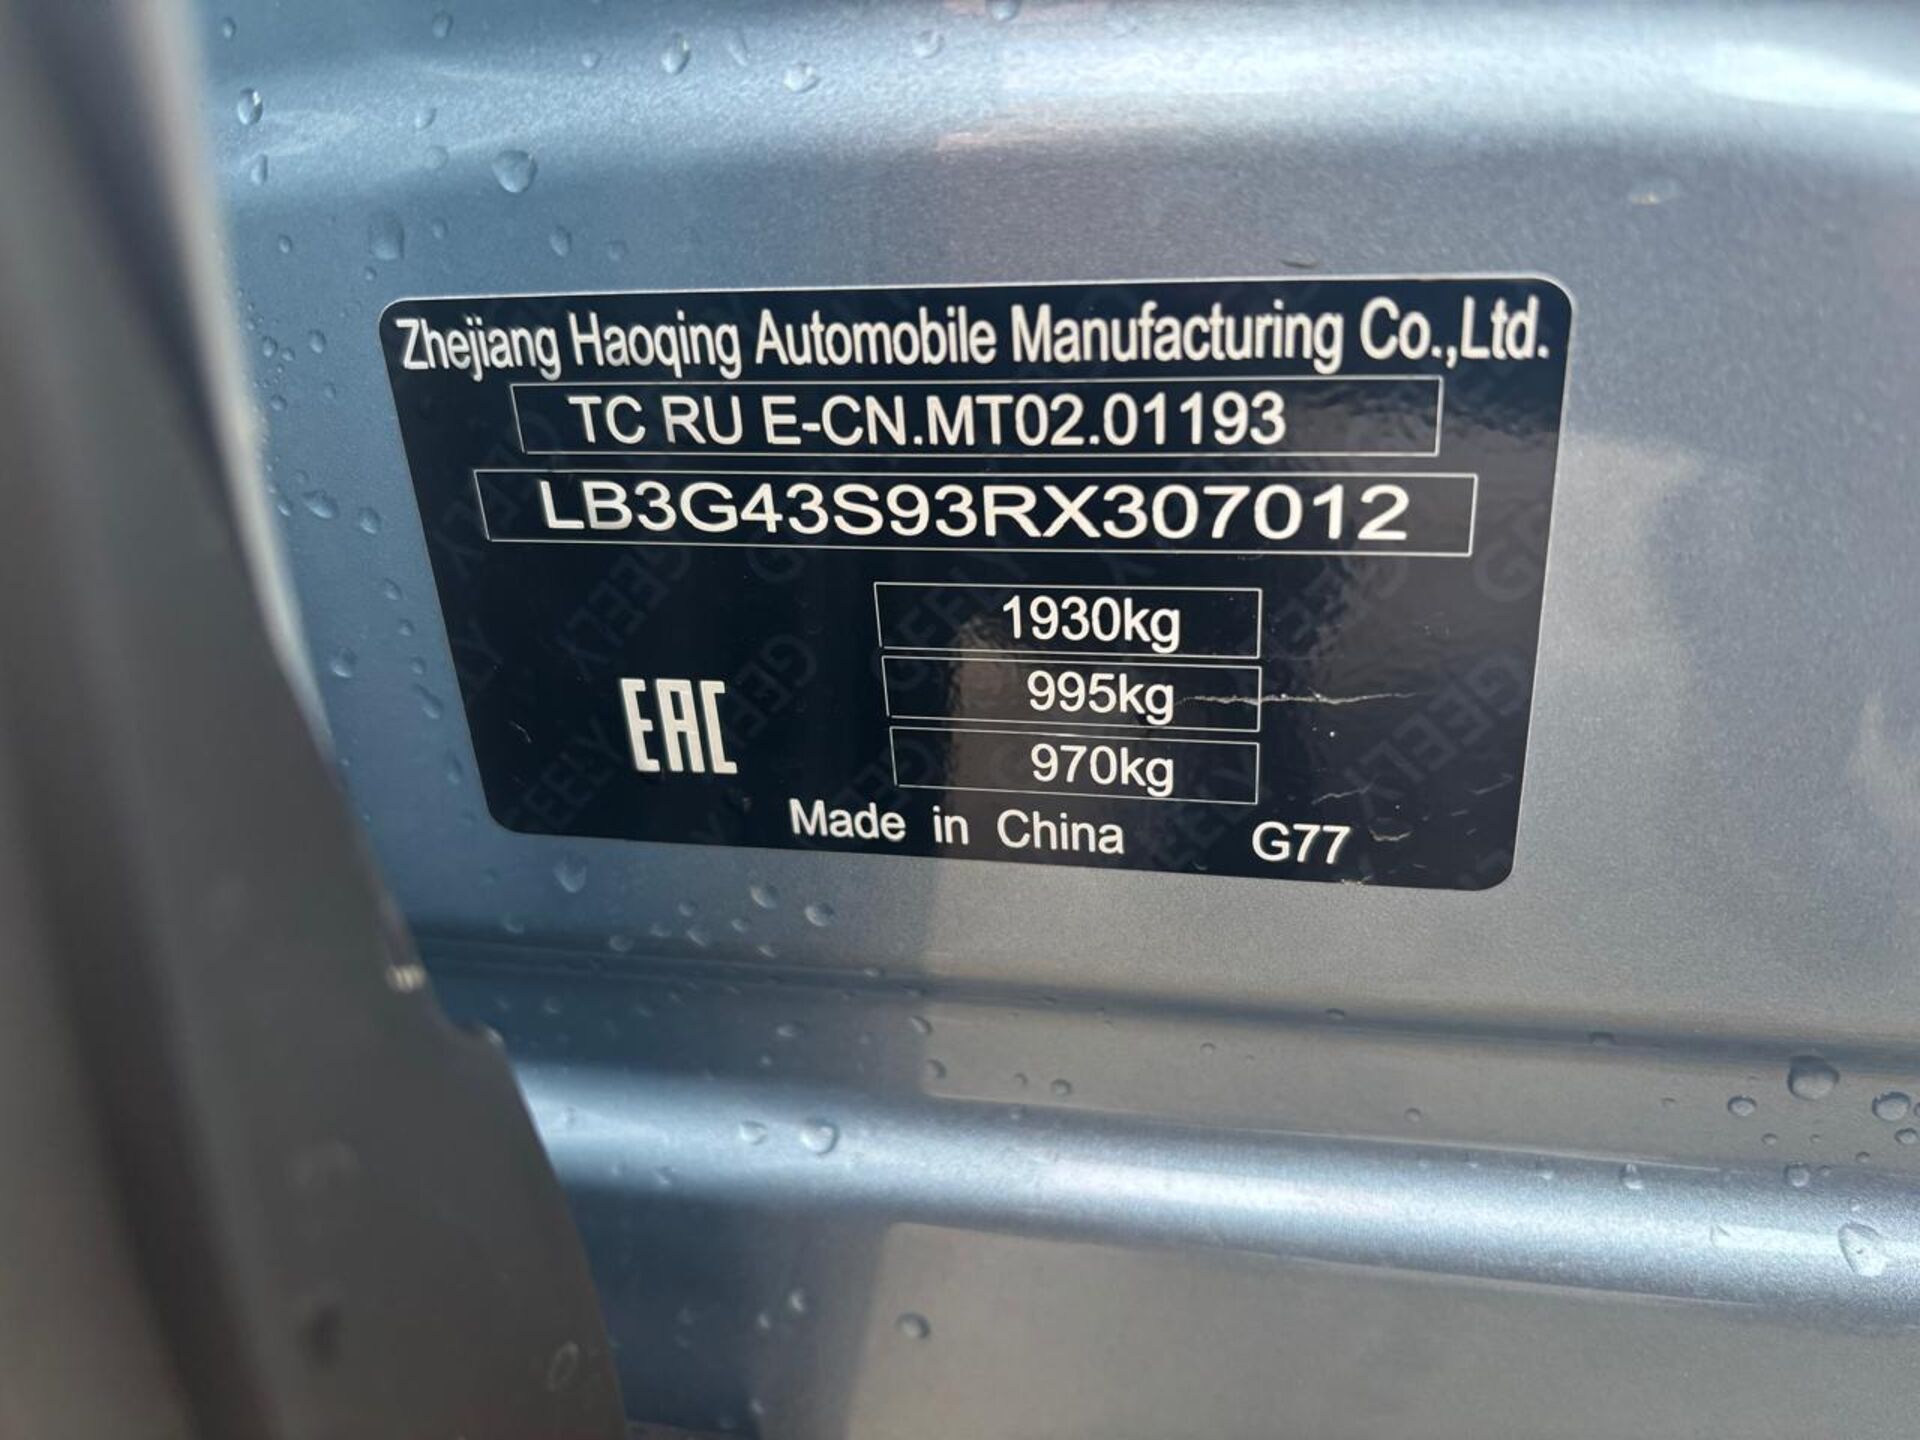 Zhejiang Haoqing Automobile Manufacturing Co.,Ltd.
TC RU E-CN.MT02.01193
LB3G43S93RX307012
1930kg
995kg
EAC
970kg
Made in China G77